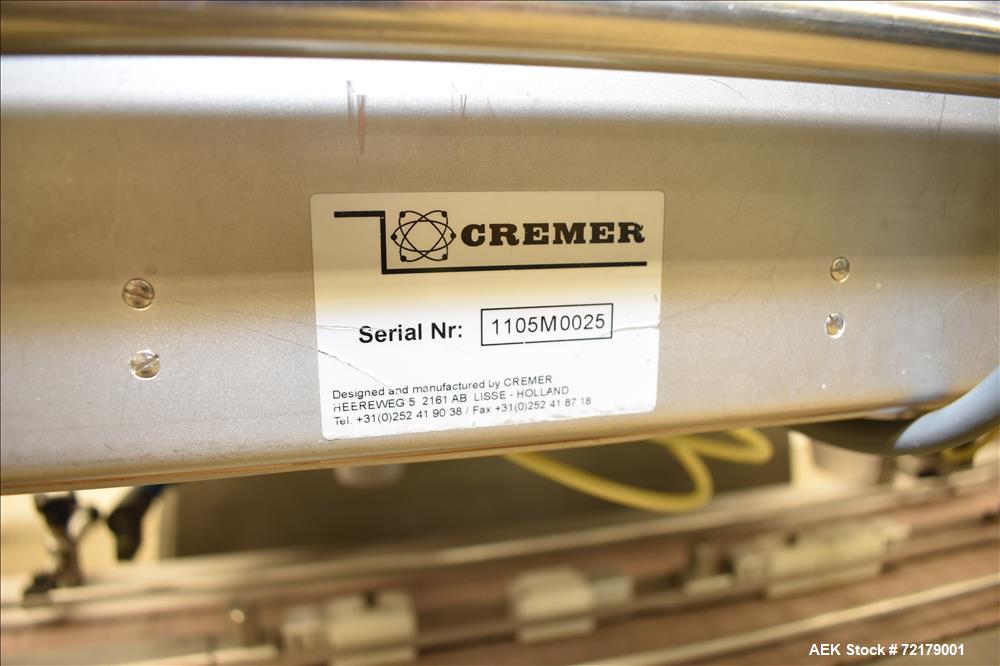 CREMER
Serial Nr: 1105M0025
Designed and manufactured by CREMER
HEEREWEG 5 2161 AB LISSE - HOLLAND
Tel. +31(0)252 41 90 38 / Fax +31(0)252 41 87 18
AEK Stock # 72179001